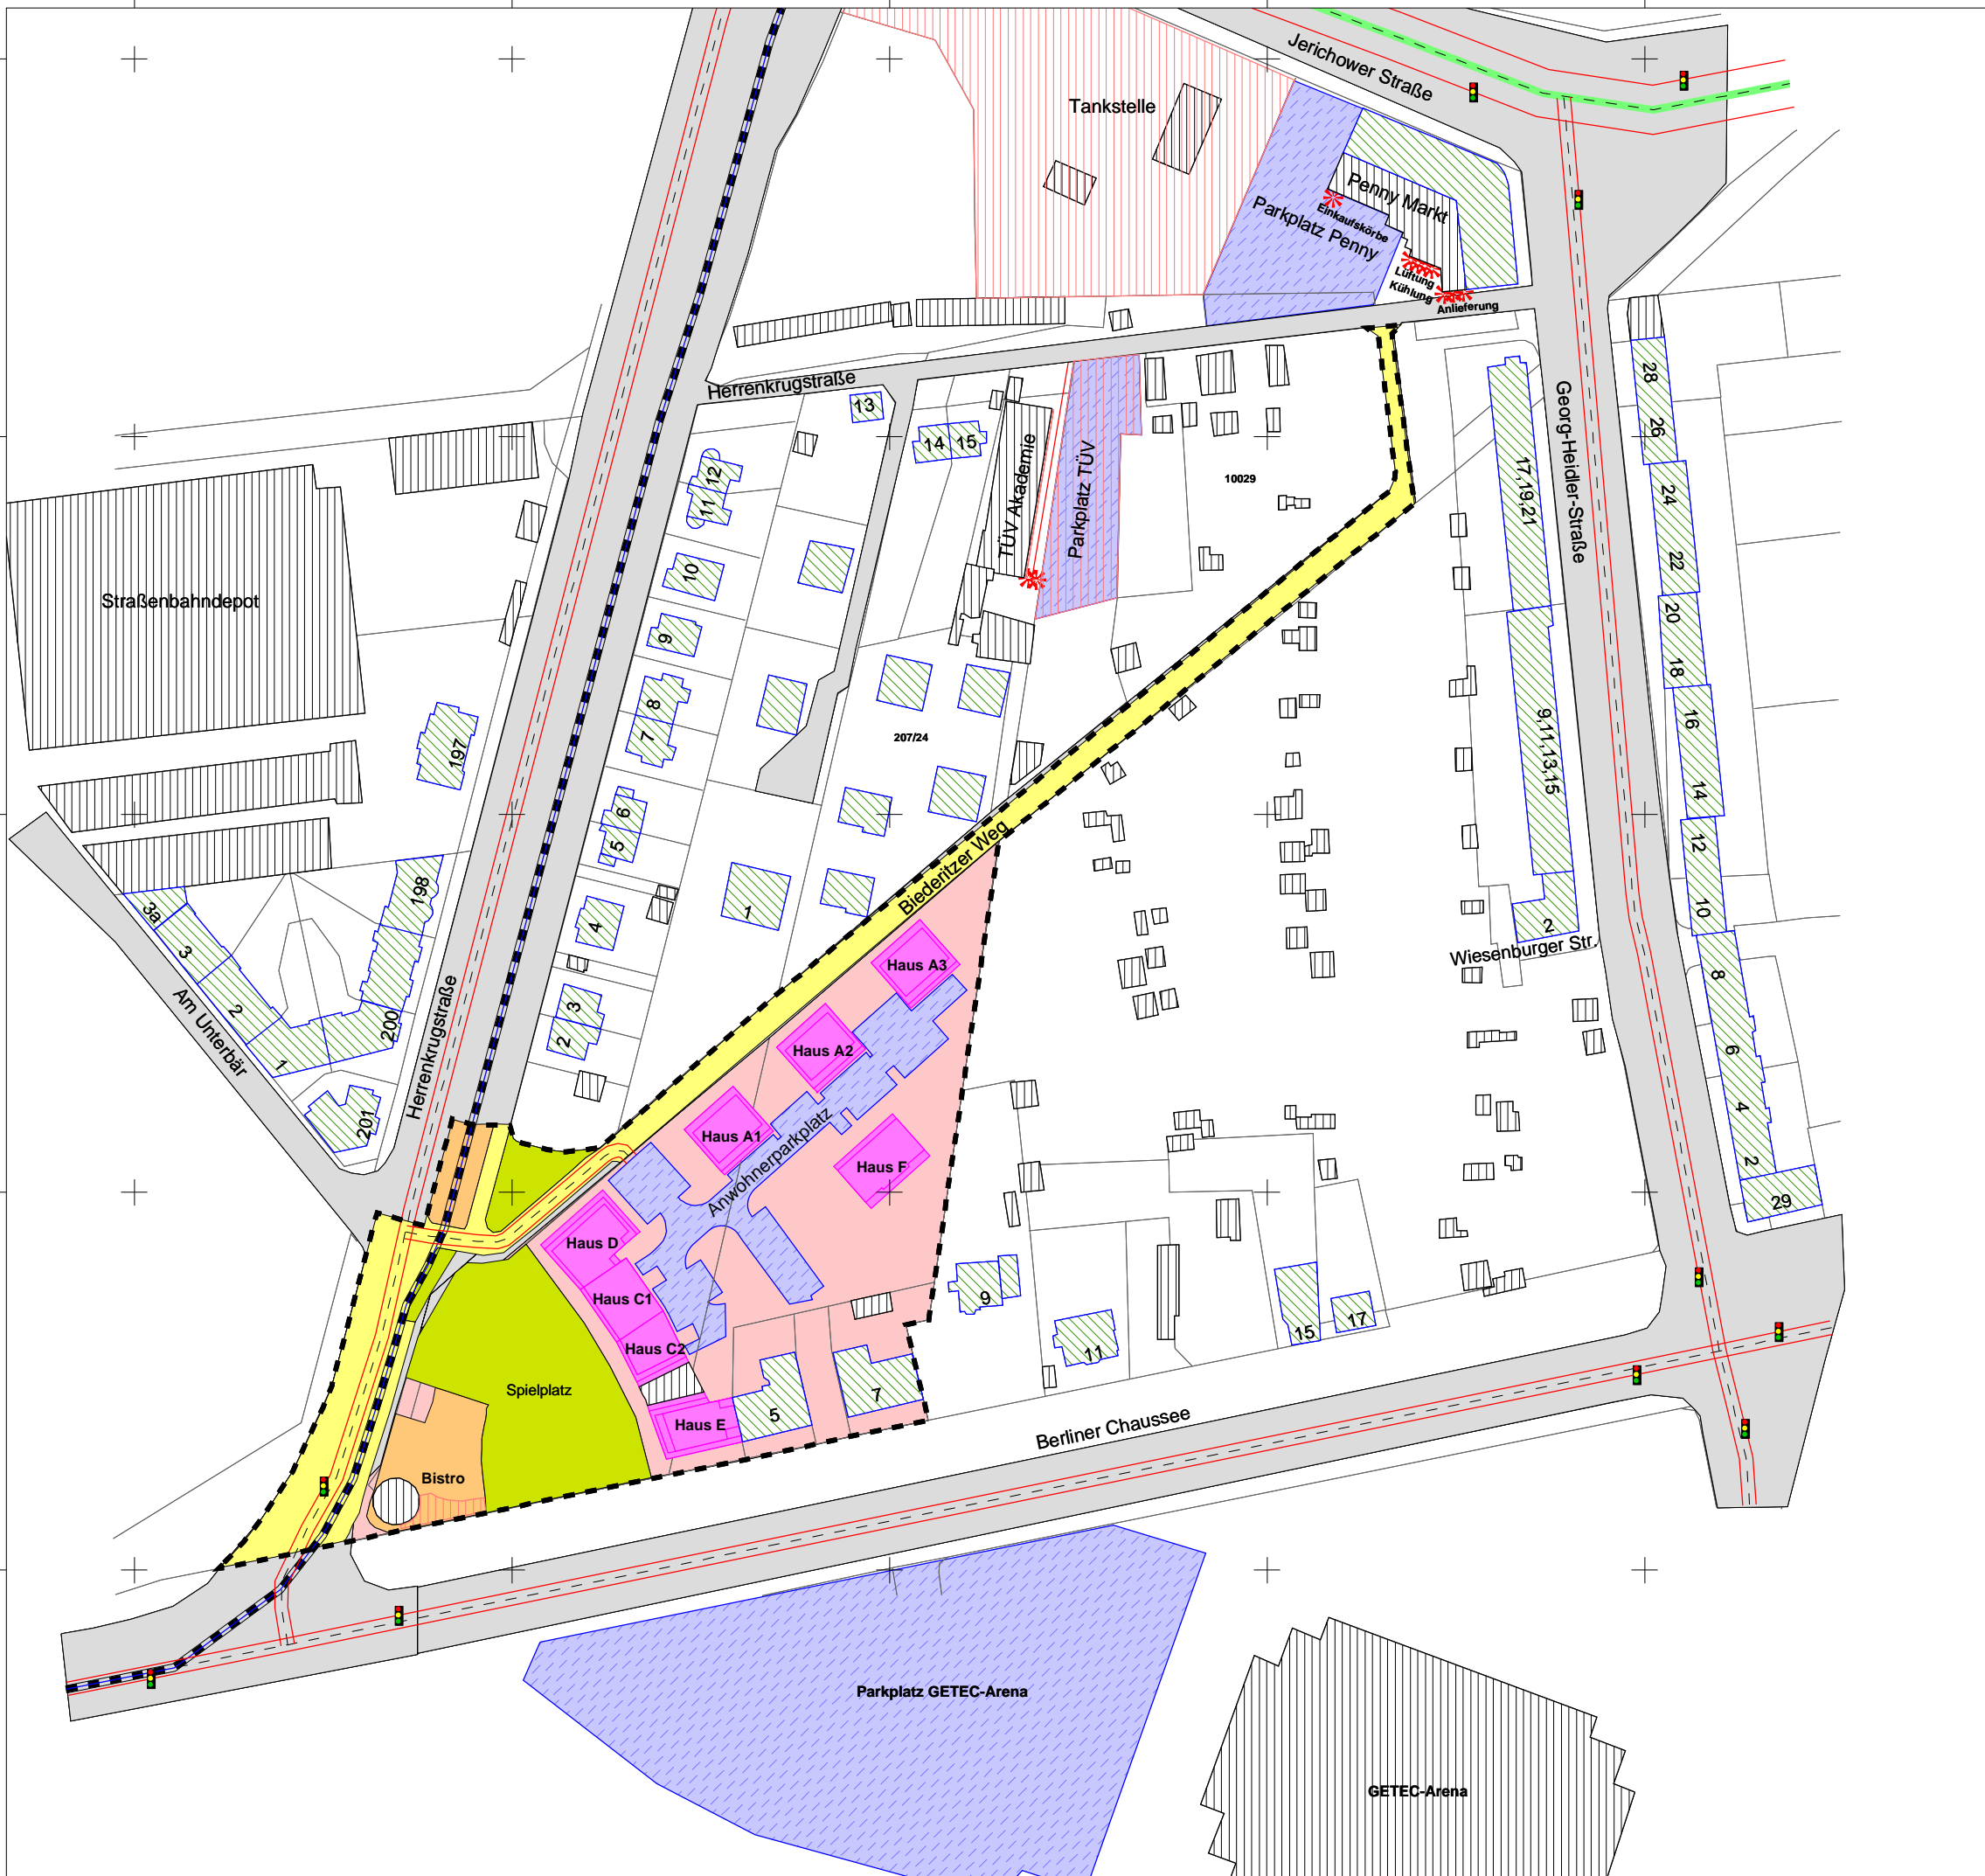 Jerichower Straße
Tankstelle
Penny Markt
Einkaufskörbe
Parkplatz Penny
Lüftung
Kühlung
Anlieferung
Herrenkrugstraße
13
14
15
TÜV Akademie
Parkplatz TÜV
10029
17,19,21
Georg-Heidler-Straße
28
26
24
22
20
18
16
14
12
10
8
6
4
2
29
12
11
10
9
8
7
6
5
4
3
2
1
Straßenbahndepot
197
198
200
201
3a
3
2
1
Am Unterbär
Herrenkrugstraße
207/24
9,11,13,15
2
Wiesenburger Str.
Biederitzer Weg
Haus A3
Haus A2
Haus A1
Haus F
Anwohnerparkplatz
Haus D
Haus C1
Haus C2
Haus E
5
7
9
11
15
17
Spielplatz
Bistro
Berliner Chaussee
Parkplatz GETEC-Arena
GETEC-Arena